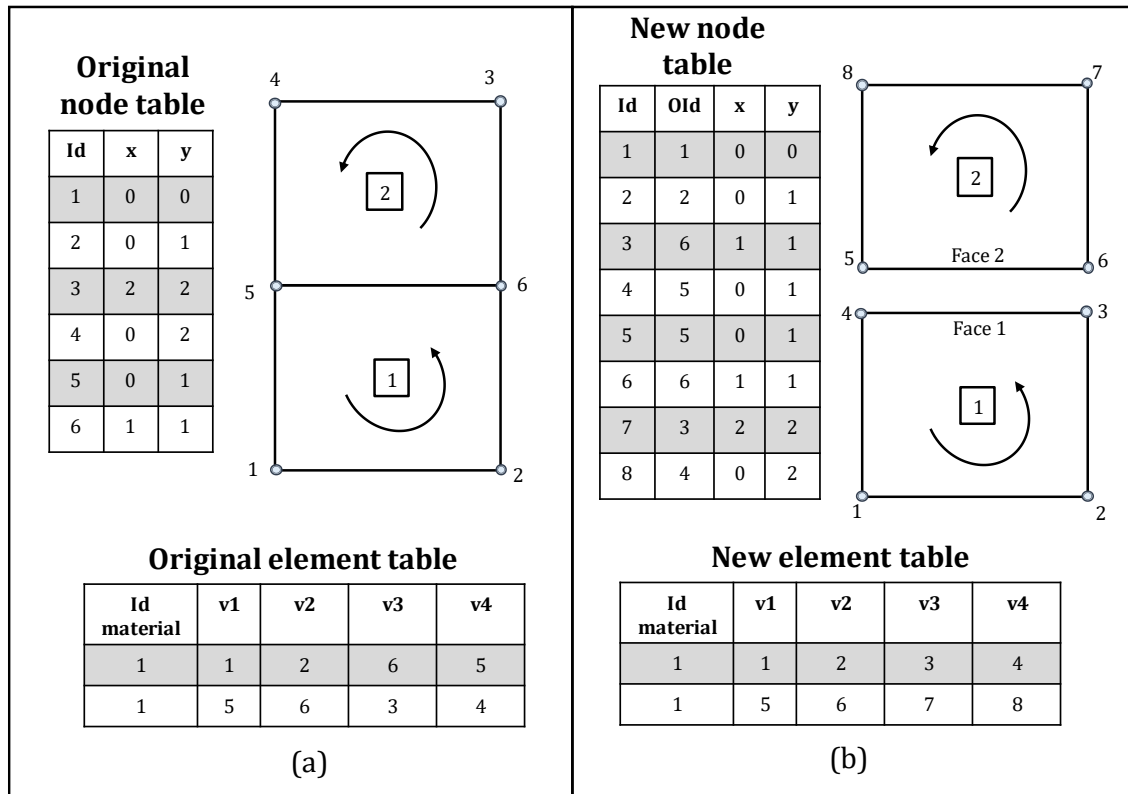 Original
node table
Id x y
1 0 0
2 0 1
3 2 2
4 0 2
5 0 1
6 1 1
4 3
2
5 6
1
1 2
Original element table
Id
material v1 v2 v3 v4
1 1 2 6 5
1 5 6 3 4
(a)
New node
table
Id OId x y
1 1 0 0
2 2 0 1
3 6 1 1
4 5 0 1
5 5 0 1
6 6 1 1
7 3 2 2
8 4 0 2
8 7
2
5 Face 2 6
4 Face 1 3
1
1 2
New element table
Id
material v1 v2 v3 v4
1 1 2 3 4
1 5 6 7 8
(b)